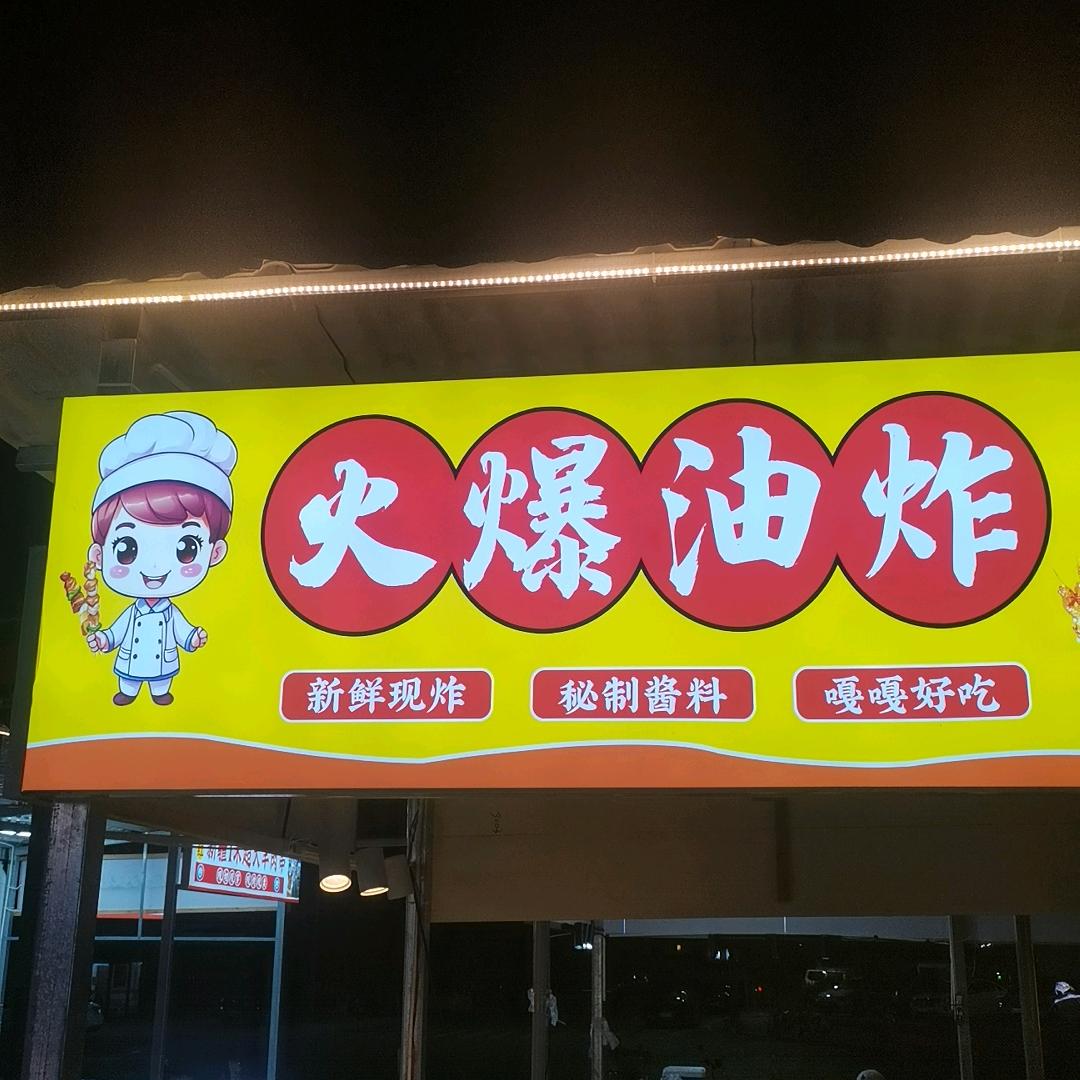 火爆油炸
新鲜现炸 秘制酱料 嘎嘎好吃